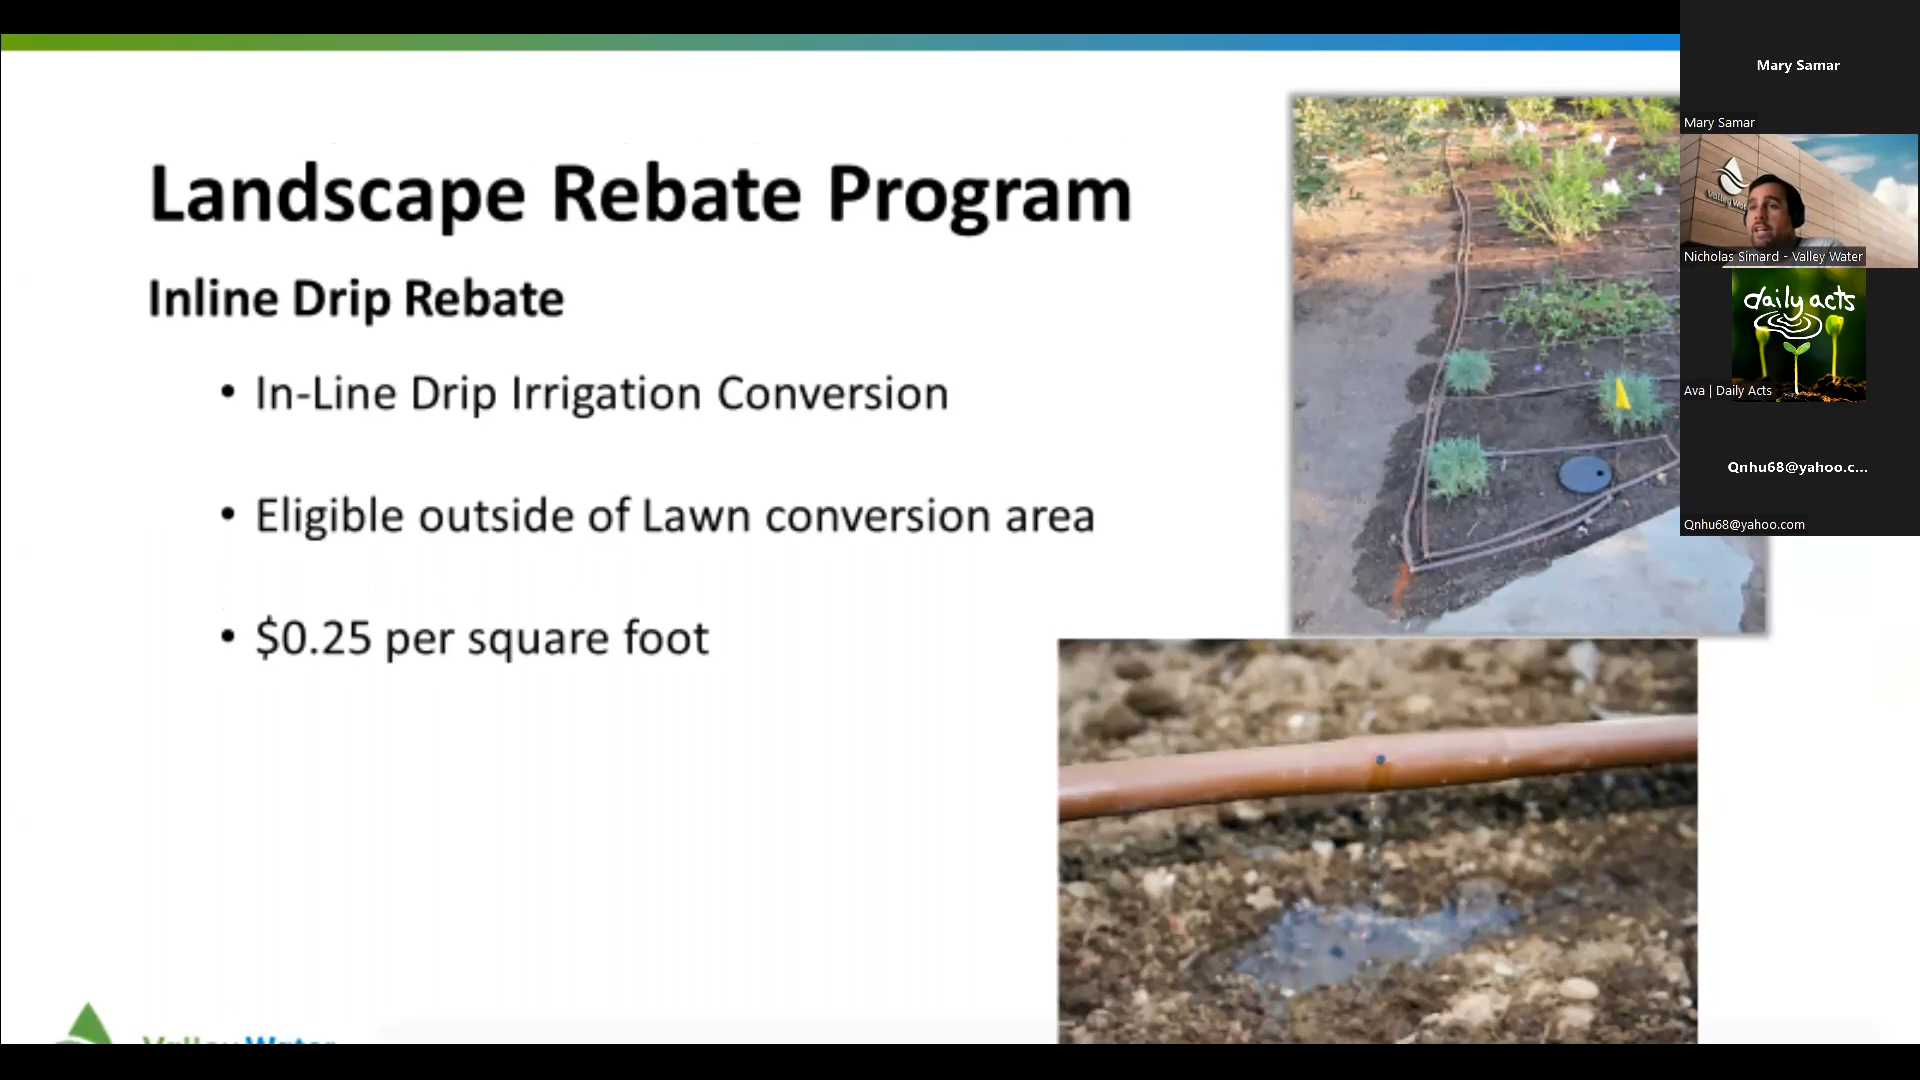 Landscape Rebate Program
Inline Drip Rebate
• In-Line Drip Irrigation Conversion
• Eligible outside of Lawn conversion area
• $0.25 per square foot
Valley Water
Mary Samar
Mary Samar
Valley Water
Nicholas Simard - Valley Water
daily acts
Ava | Daily Acts
Qnhu68@yahoo.c...
Qnhu68@yahoo.com